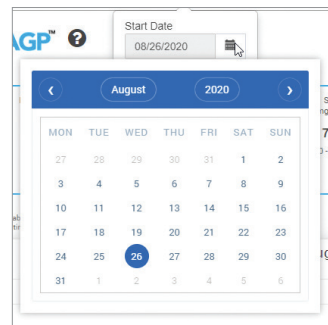 AGP™ ?
Start Date
08/26/2020
August 2020
MON TUE WED THU FRI SAT SUN
27 28 29 30 31 1 2
3 4 5 6 7 8 9
10 11 12 13 14 15 16
17 18 19 20 21 22 23
24 25 26 27 28 29 30
31 1 2 3 4 5 6